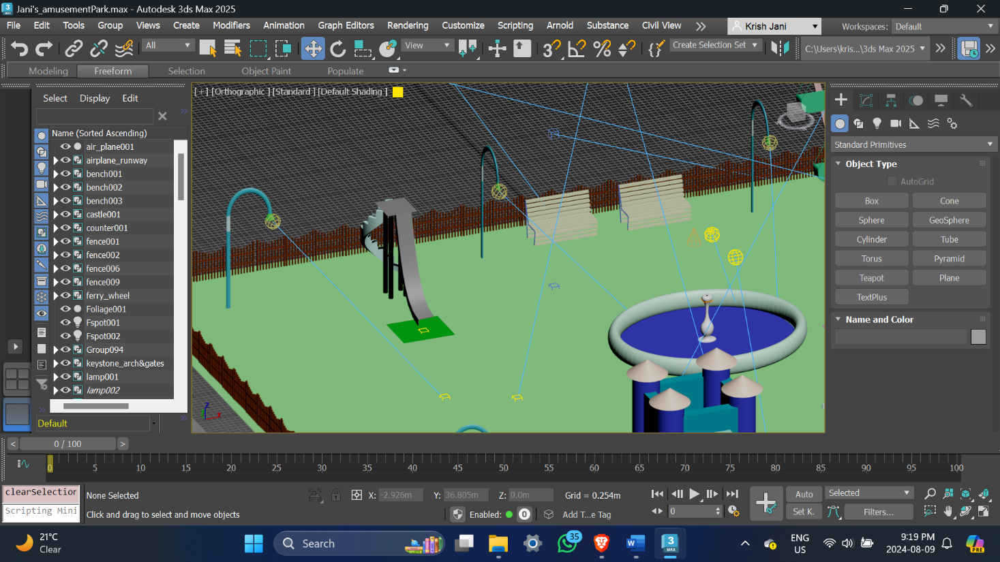 Jani's_amusementPark.max - Autodesk 3ds Max 2025
File Edit Tools Group Views Create Modifiers Animation Graph Editors Rendering Customize Scripting Arnold Substance Civil View
Krish Jani
Workspaces: Default
All
View
Create Selection Set
C:\Users\kris...\3ds Max 2025
Modeling Freeform Selection Object Paint Populate
Select Display Edit
Name (Sorted Ascending)
air_plane001
airplane_runway
bench001
bench002
bench003
castle001
counter001
fence001
fence002
fence006
fence009
ferry_wheel
Foliage001
Fspot001
Fspot002
Group094
keystone_arch&gates
lamp001
lamp002
Default
[+] [Orthographic ] [Standard ] [Default Shading ]
Z
X
Standard Primitives
Object Type
AutoGrid
Box Cone
Sphere GeoSphere
Cylinder Tube
Torus Pyramid
Teapot Plane
TextPlus
Name and Color
< 0 / 100 >
0 5 10 15 20 25 30 35 40 45 50 55 60 65 70 75 80 85 90 95 100
clearSelection
Scripting Mini
None Selected
Click and drag to select and move objects
X: -2.926m Y: 36.805m Z: 0.0m Grid = 0.254m
Enabled: 0 Add T...e Tag
0
Auto Selected
Set K. Filters...
21°C
Clear
Search
35
3
MAX
ENG
US
9:19 PM
2024-08-09
PRE